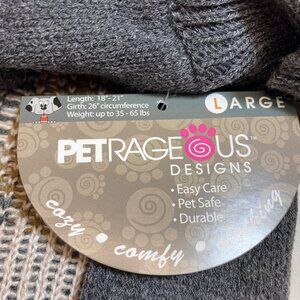 Length: 18" - 21"
Girth: 26" circumference
Weight: up to 35 - 65 lbs
L LARGE
PETRAGEOUS
DESIGNS
• Easy Care
• Pet Safe
• Durable
cozy • comfy •